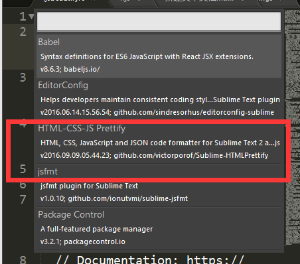 1
2
Babel
Syntax definitions for ES6 JavaScript with React JSX extensions.
v8.6.3; babeljs.io/
3
EditorConfig
Helps developers maintain consistent coding styl...Sublime Text plugin
v2016.06.14.15.56.54; github.com/sindresorhus/editorconfig-sublime
4
HTML-CSS-JS Prettify
HTML, CSS, JavaScript and JSON code formatter for Sublime Text 2 a...js
v2016.09.09.05.44.23; github.com/victorporof/Sublime-HTMLPrettify
5
jsfmt
jsfmt plugin for Sublime Text
6
v1.0.10; github.com/ionutvmi/sublime-jsfmt
Package Control
7
A full-featured package manager
v3.2.1; packagecontrol.io
8
// Documentation: https://